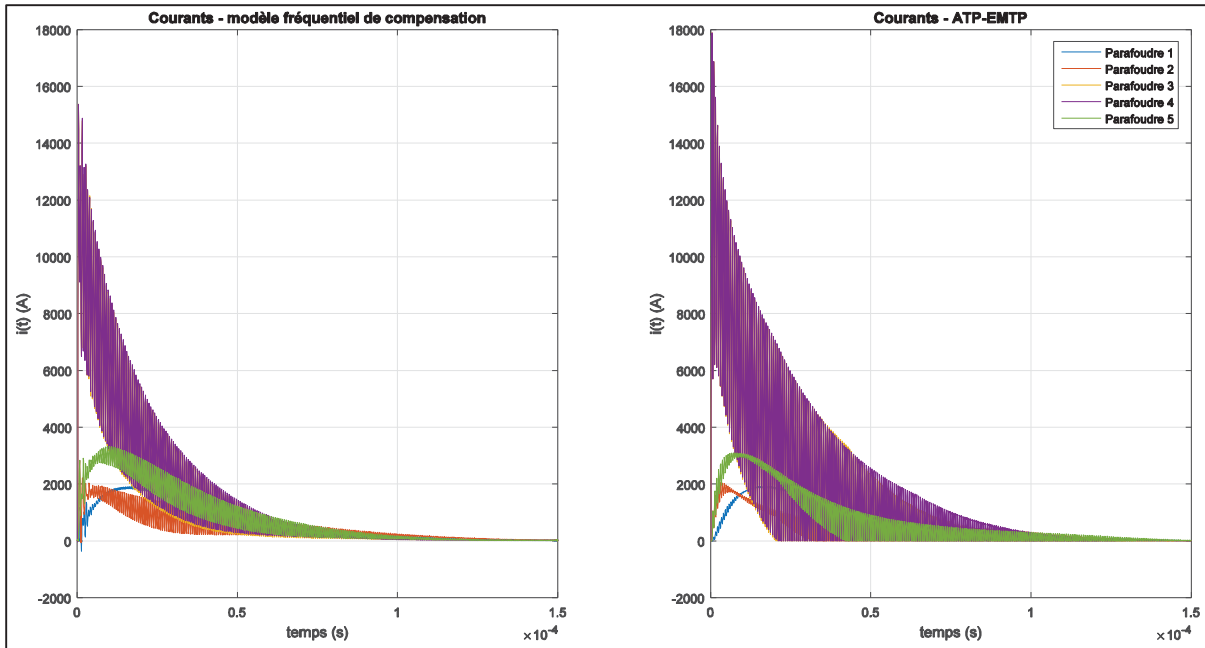 Courants - modèle fréquentiel de compensation
18000
16000
14000
12000
10000
8000
6000
4000
2000
0
-2000
i(t) (A)
0
0.5
1
1.5
temps (s)
×10⁻⁴
Courants - ATP-EMTP
18000
16000
14000
12000
10000
8000
6000
4000
2000
0
-2000
i(t) (A)
0
0.5
1
1.5
temps (s)
×10⁻⁴
Parafoudre 1
Parafoudre 2
Parafoudre 3
Parafoudre 4
Parafoudre 5